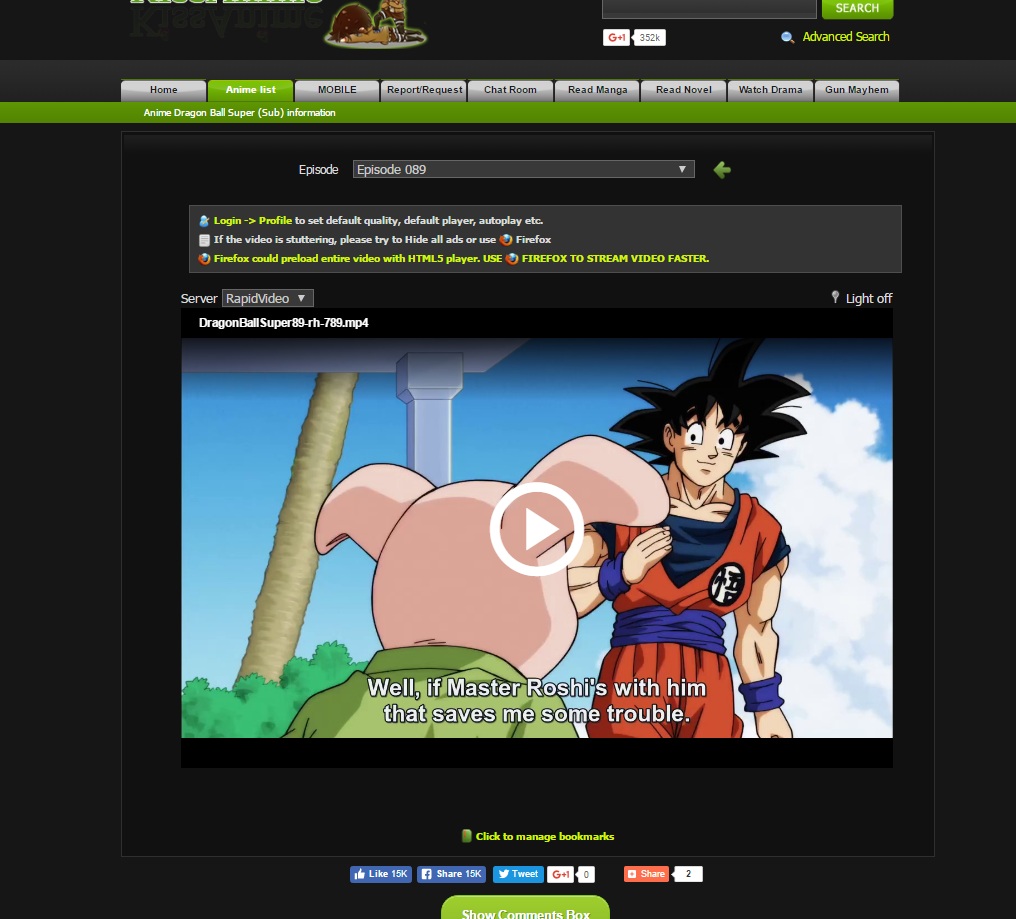 KissAnime
SEARCH
G+1 352k
Advanced Search
Home Anime list MOBILE Report/Request Chat Room Read Manga Read Novel Watch Drama Gun Mayhem
Anime Dragon Ball Super (Sub) information
Episode Episode 089
Login -> Profile to set default quality, default player, autoplay etc.
If the video is stuttering, please try to Hide all ads or use Firefox
Firefox could preload entire video with HTML5 player. USE FIREFOX TO STREAM VIDEO FASTER.
Server RapidVideo Light off
DragonBallSuper89-rh-789.mp4
悟
Well, if Master Roshi's with him
that saves me some trouble.
Click to manage bookmarks
Like 15K Share 15K Tweet G+1 0 Share 2
Show Comments Box